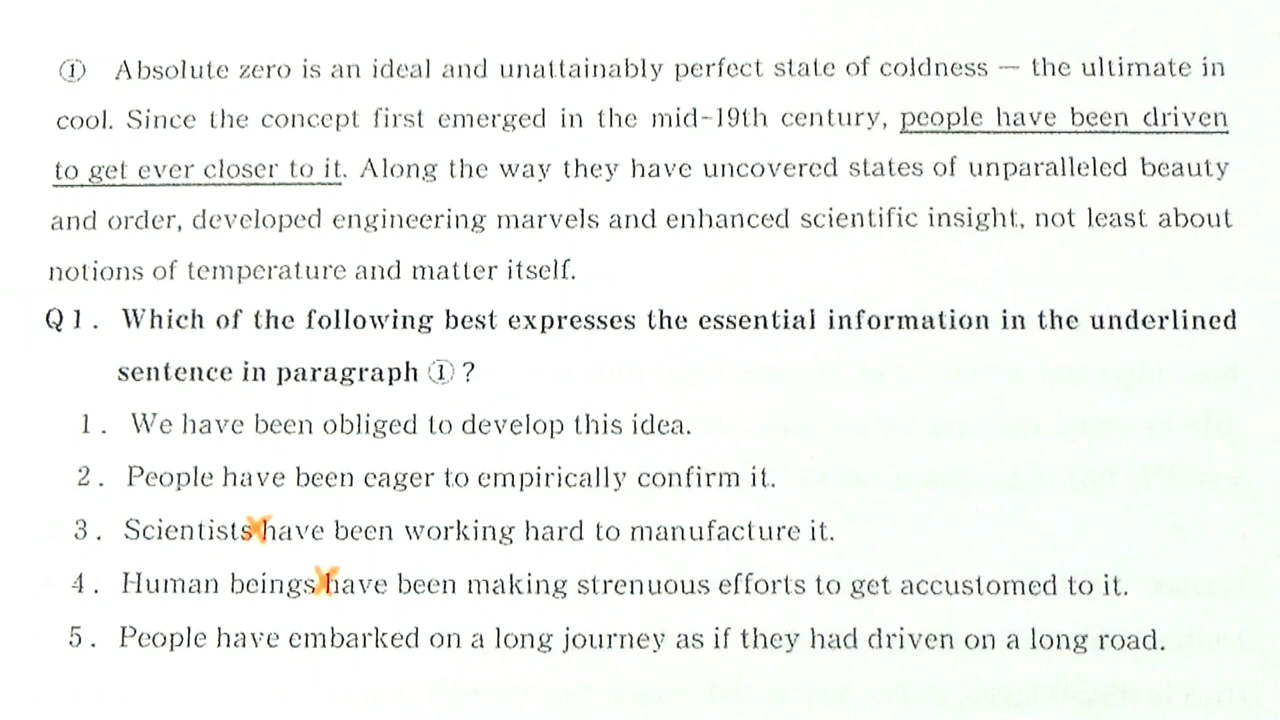 ① Absolute zero is an ideal and unattainably perfect state of coldness — the ultimate in
cool. Since the concept first emerged in the mid-19th century, people have been driven
to get ever closer to it. Along the way they have uncovered states of unparalleled beauty
and order, developed engineering marvels and enhanced scientific insight, not least about
notions of temperature and matter itself.
Q1. Which of the following best expresses the essential information in the underlined
sentence in paragraph ①?
1. We have been obliged to develop this idea.
2. People have been eager to empirically confirm it.
3. Scientists have been working hard to manufacture it.
4. Human beings have been making strenuous efforts to get accustomed to it.
5. People have embarked on a long journey as if they had driven on a long road.